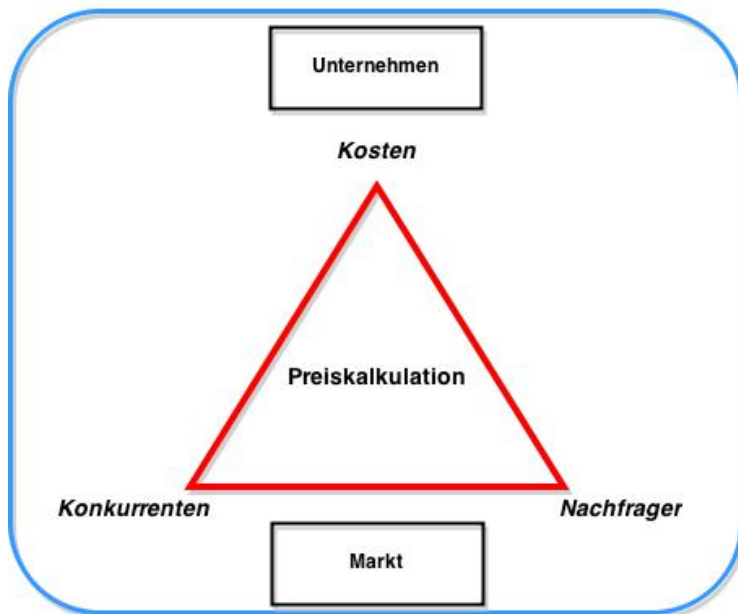 Unternehmen
Kosten
Preiskalkulation
Konkurrenten
Nachfrager
Markt